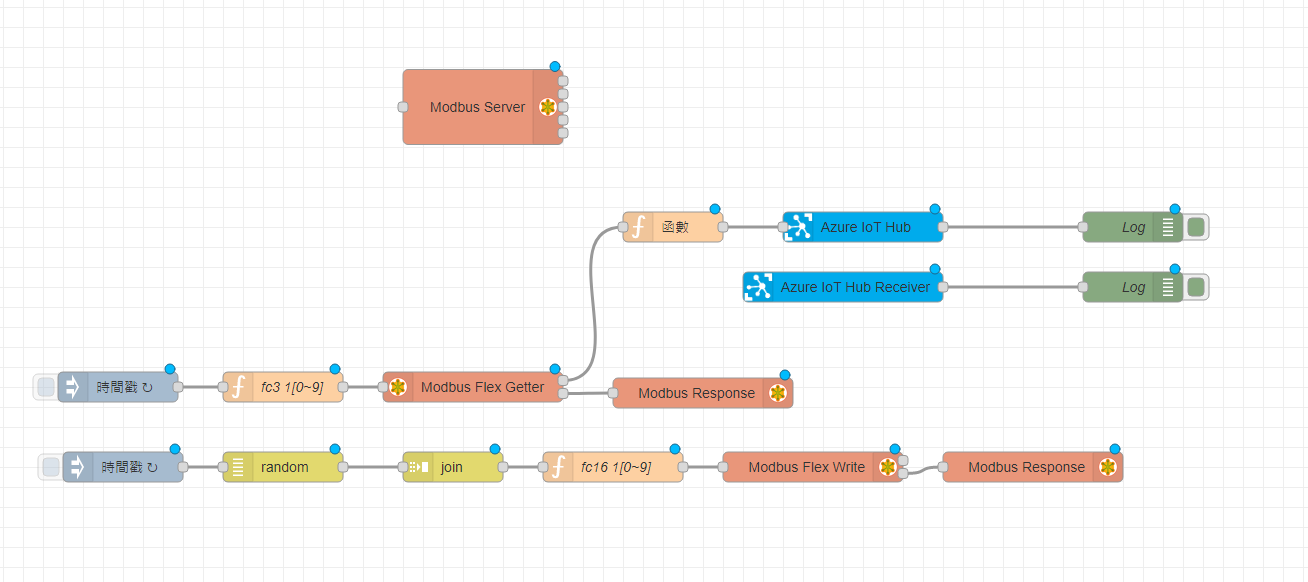 Modbus Server
函數
Azure IoT Hub
Log
Azure IoT Hub Receiver
Log
時間戳 ↻
fc3 1[0~9]
Modbus Flex Getter
Modbus Response
時間戳 ↻
random
join
fc16 1[0~9]
Modbus Flex Write
Modbus Response